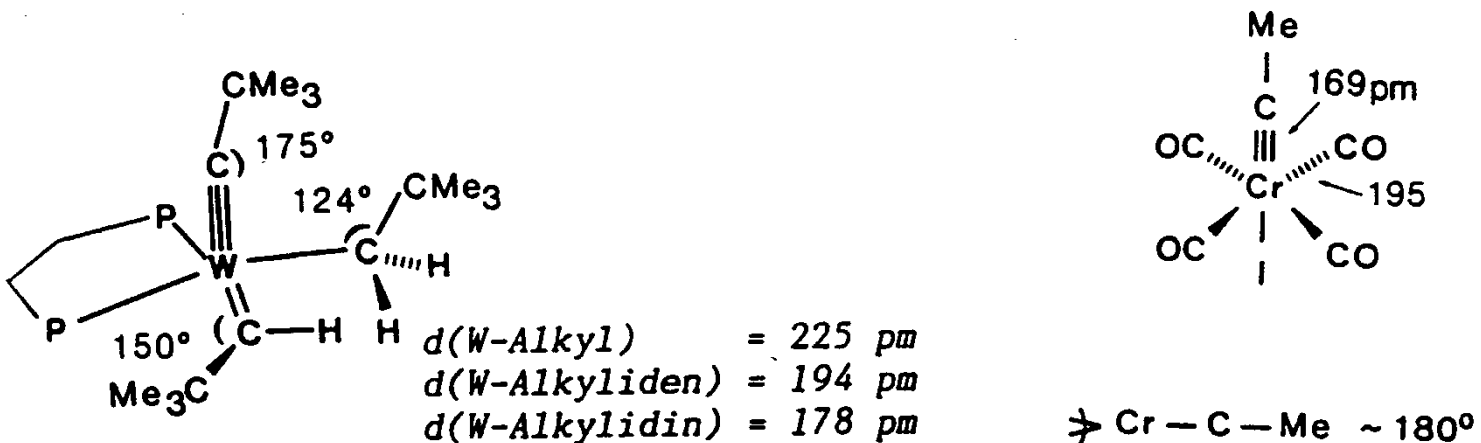 CMe₃
C) 175°
124° CMe₃
P
W
C H
P
150° (C—H H
Me₃C
d(W-Alkyl) = 225 pm
d(W-Alkyliden) = 194 pm
d(W-Alkylidin) = 178 pm
Me
C 169pm
OC CO
Cr 195
OC CO
I
∢ Cr — C — Me ~ 180°